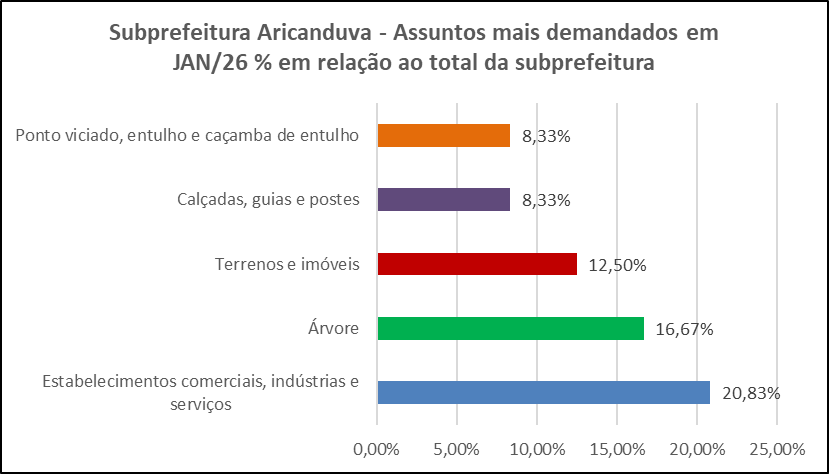 Subprefeitura Aricanduva - Assuntos mais demandados em
JAN/26 % em relação ao total da subprefeitura
Ponto viciado, entulho e caçamba de entulho
8,33%
Calçadas, guias e postes
8,33%
Terrenos e imóveis
12,50%
Árvore
16,67%
Estabelecimentos comerciais, indústrias e
serviços
20,83%
0,00% 5,00% 10,00% 15,00% 20,00% 25,00%